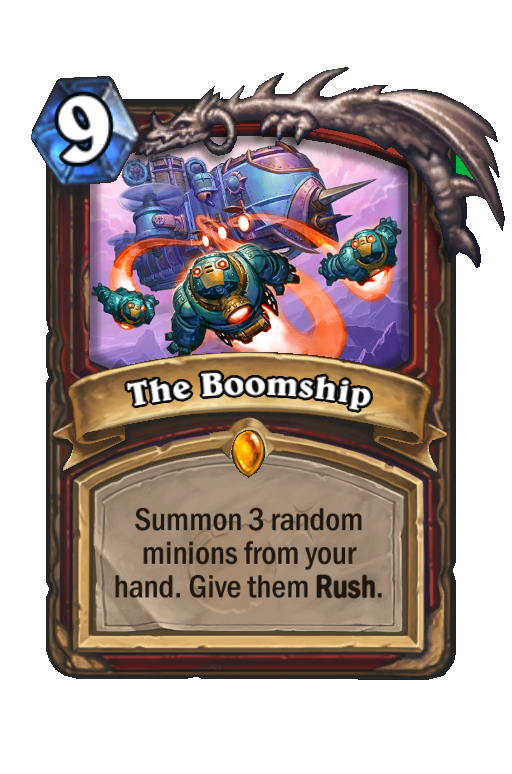 9
The Boomship
Summon 3 random
minions from your
hand. Give them Rush.